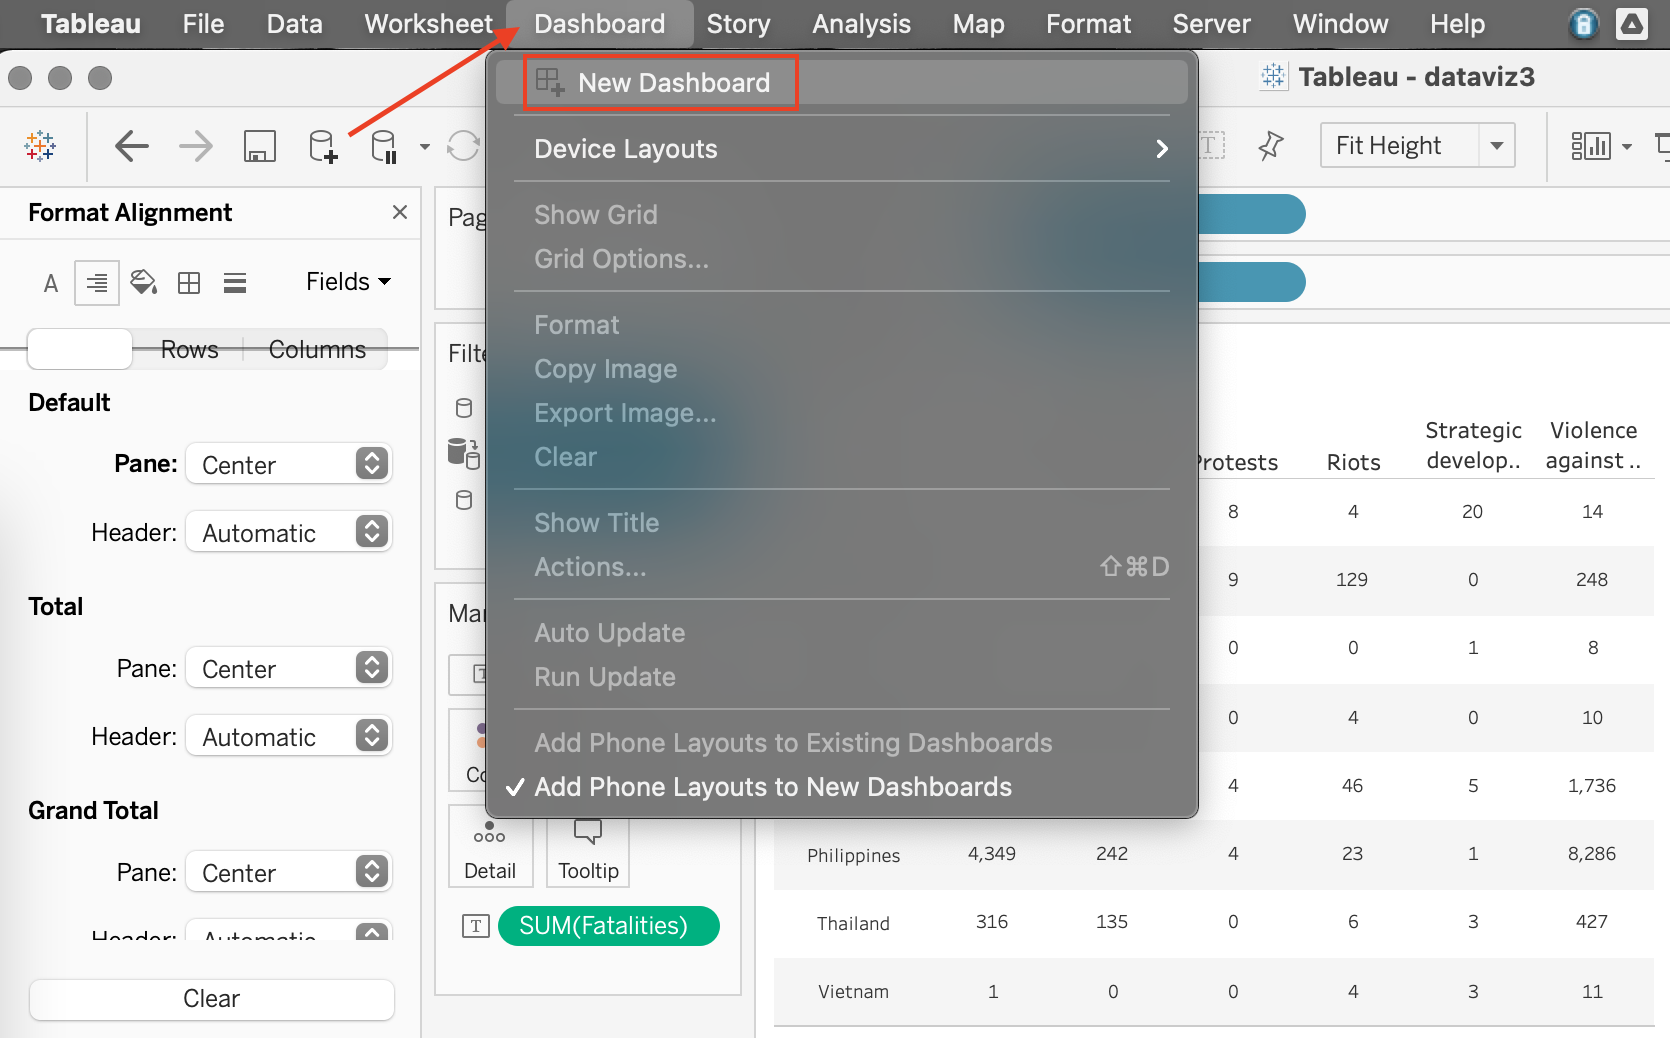 Tableau File Data Worksheet Dashboard Story Analysis Map Format Server Window Help
New Dashboard
Tableau - dataviz3
Device Layouts
Fit Height
Show Grid
Grid Options...
Format
Copy Image
Export Image...
Clear
Show Title
Actions... ⇧⌘D
Auto Update
Run Update
Add Phone Layouts to Existing Dashboards
✓ Add Phone Layouts to New Dashboards
Format Alignment
A
Fields
Rows Columns
Default
Pane: Center
Header: Automatic
Total
Pane: Center
Header: Automatic
Grand Total
Pane: Center
Header: Automatic
Clear
Pag
Filte
Mar
Co
Detail Tooltip
T SUM(Fatalities)
Protests Riots Strategic develop.. Violence against ..
8 4 20 14
9 129 0 248
0 0 1 8
0 4 0 10
4 46 5 1,736
Philippines 4,349 242 4 23 1 8,286
Thailand 316 135 0 6 3 427
Vietnam 1 0 0 4 3 11